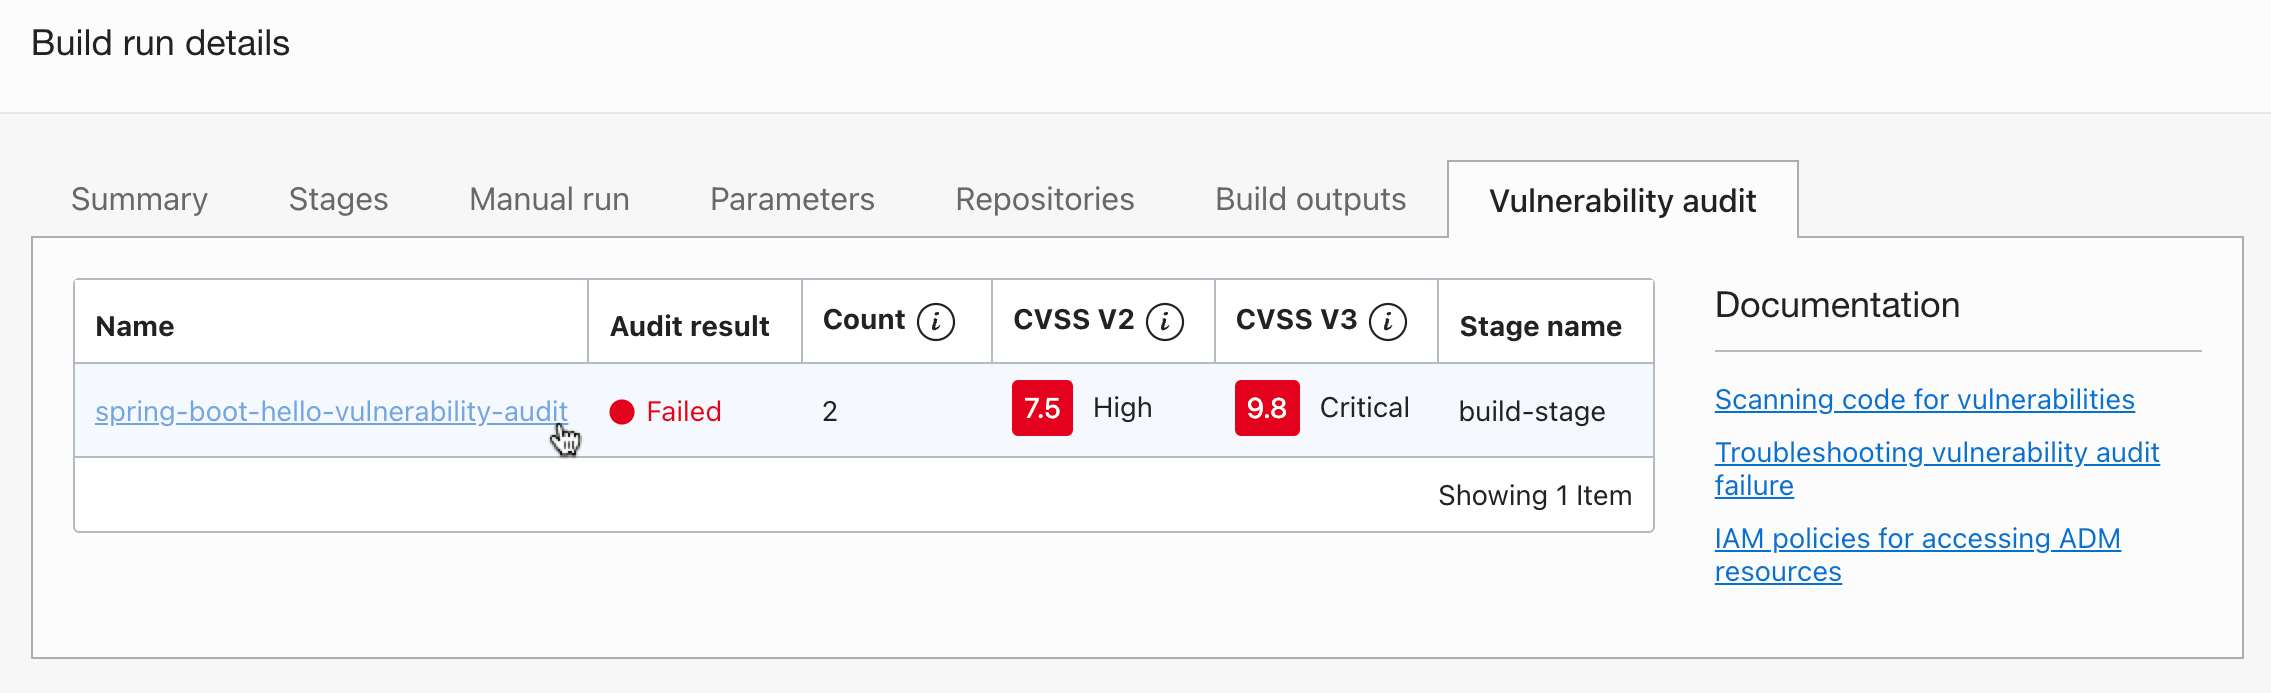 Build run details
Summary Stages Manual run Parameters Repositories Build outputs Vulnerability audit
Name Audit result Count i CVSS V2 i CVSS V3 i Stage name
spring-boot-hello-vulnerability-audit Failed 2 7.5 High 9.8 Critical build-stage
Showing 1 Item
Documentation
Scanning code for vulnerabilities
Troubleshooting vulnerability audit
failure
IAM policies for accessing ADM
resources